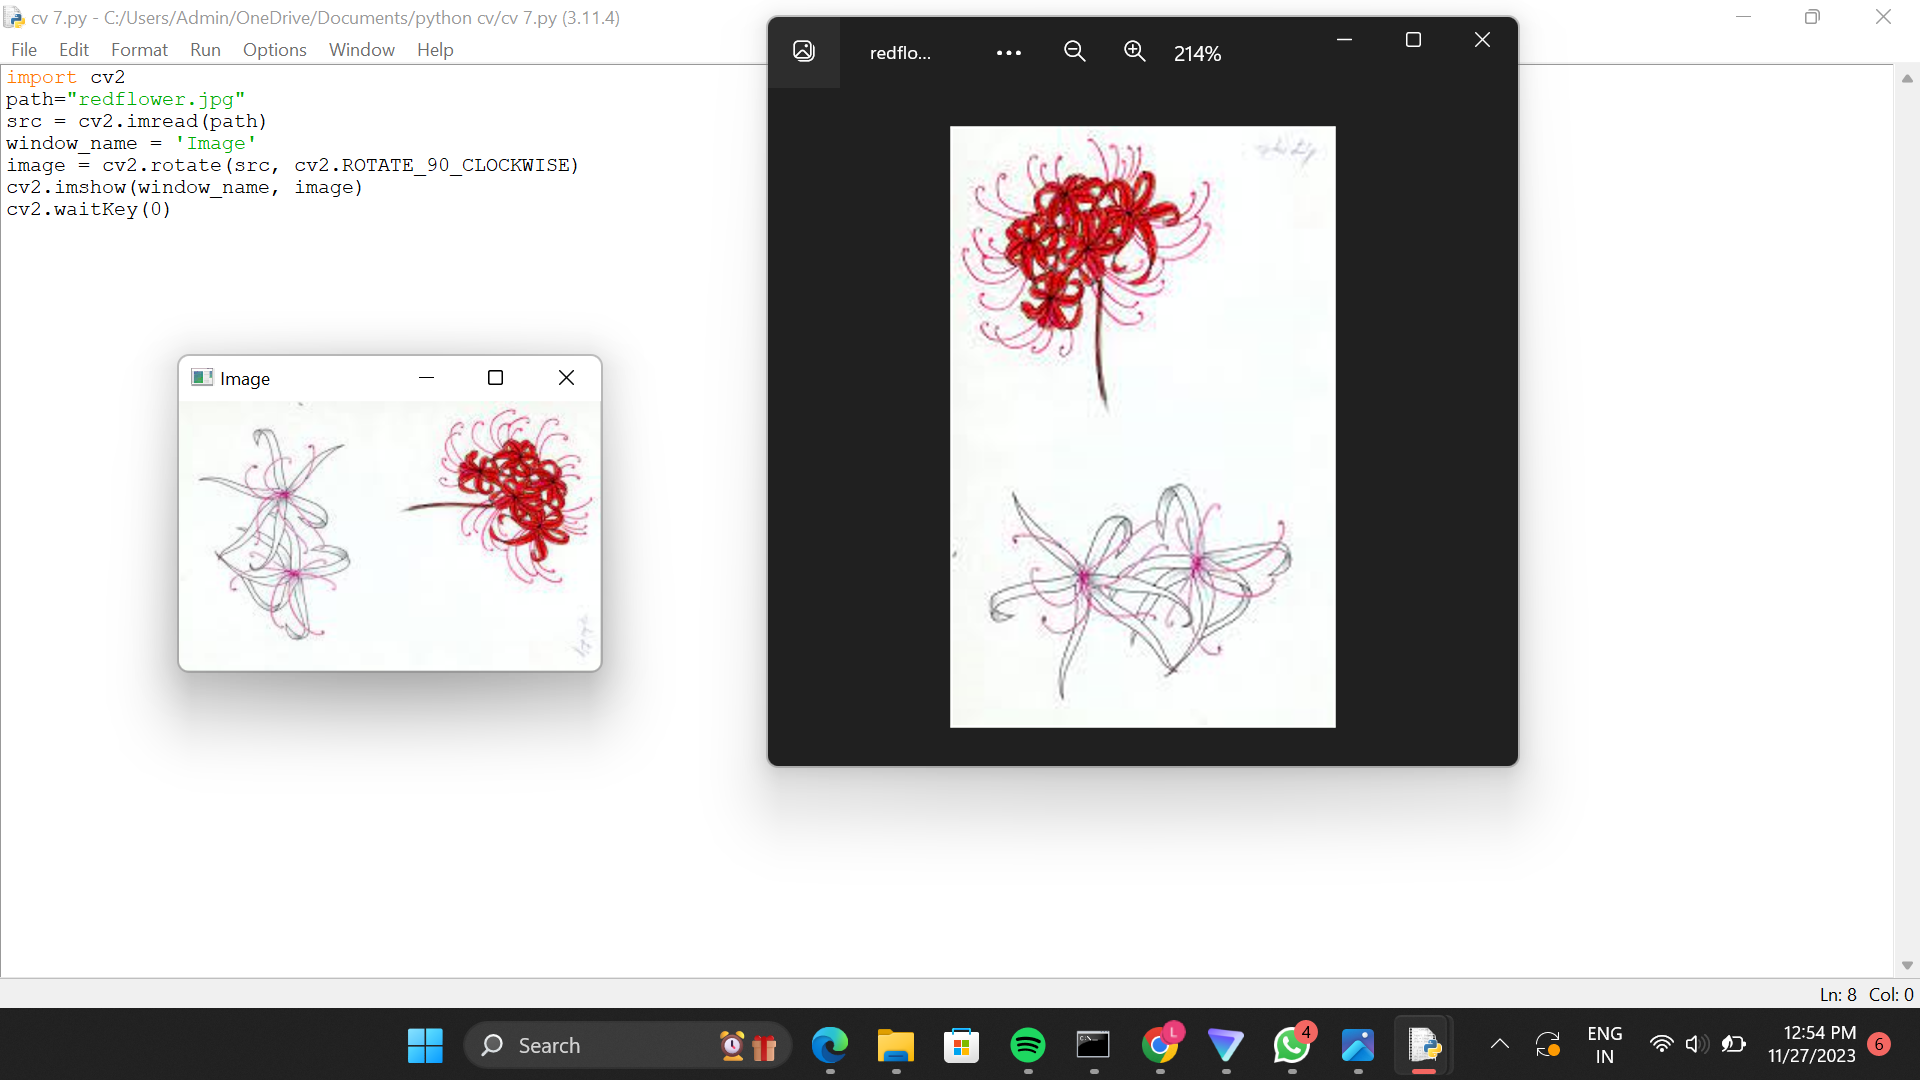 cv 7.py - C:/Users/Admin/OneDrive/Documents/python cv/cv 7.py (3.11.4)
File Edit Format Run Options Window Help
import cv2
path="redflower.jpg"
src = cv2.imread(path)
window_name = 'Image'
image = cv2.rotate(src, cv2.ROTATE_90_CLOCKWISE)
cv2.imshow(window_name, image)
cv2.waitKey(0)
redflo...
214%
Image
Ln: 8 Col: 0
Search
L
4
ENG
IN
12:54 PM
11/27/2023
6